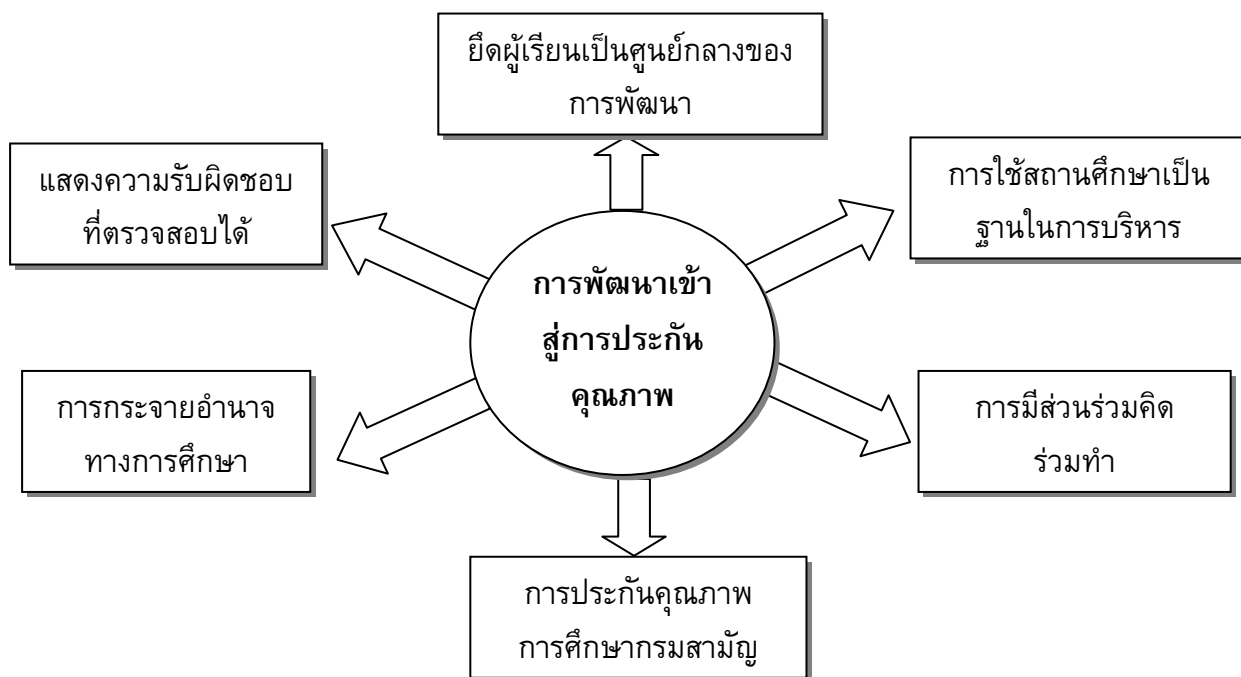 ยึดผู้เรียนเป็นศูนย์กลางของ
การพัฒนา
แสดงความรับผิดชอบ
ที่ตรวจสอบได้
การใช้สถานศึกษาเป็น
ฐานในการบริหาร
การพัฒนาเข้า
สู่การประกัน
คุณภาพ
การกระจายอำนาจ
ทางการศึกษา
การมีส่วนร่วมคิด
ร่วมทำ
การประกันคุณภาพ
การศึกษากรมสามัญ